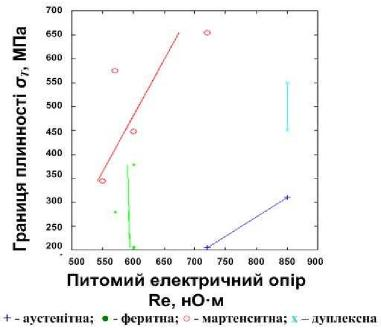 700
650
600
550
500
450
400
350
300
250
200
Границя плинності σT, МПа
500 550 600 650 700 750 800 850 900
Питомий електричний опір
Re, нО·м
+ - аустенітна; • - феритна; ○ - мартенситна; x – дуплексна